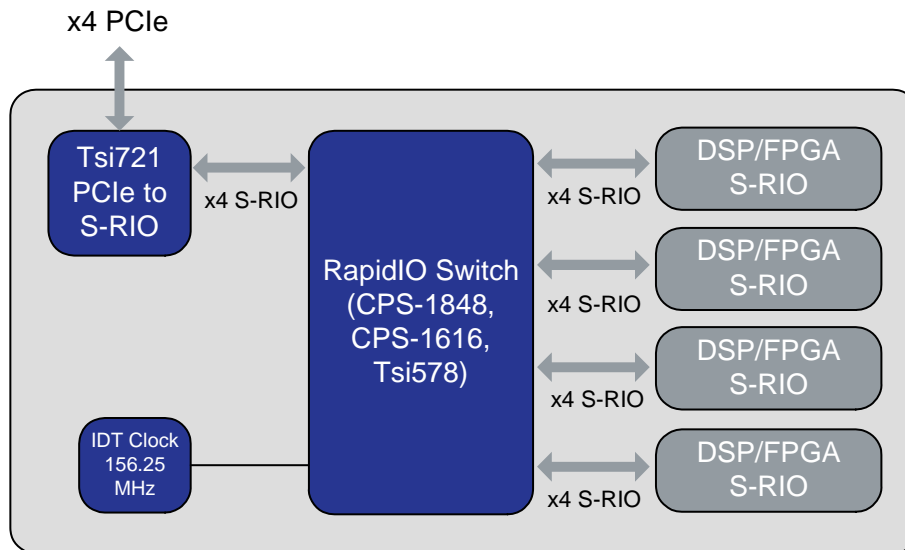 x4 PCIe
Tsi721
PCIe to
S-RIO
x4 S-RIO
RapidIO Switch
(CPS-1848,
CPS-1616,
Tsi578)
IDT Clock
156.25
MHz
DSP/FPGA
S-RIO
x4 S-RIO
DSP/FPGA
S-RIO
x4 S-RIO
DSP/FPGA
S-RIO
x4 S-RIO
DSP/FPGA
S-RIO
x4 S-RIO